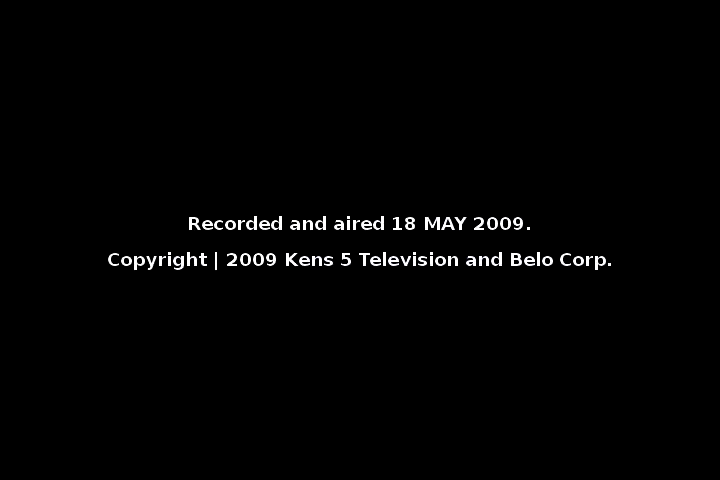 Recorded and aired 18 MAY 2009.
Copyright | 2009 Kens 5 Television and Belo Corp.